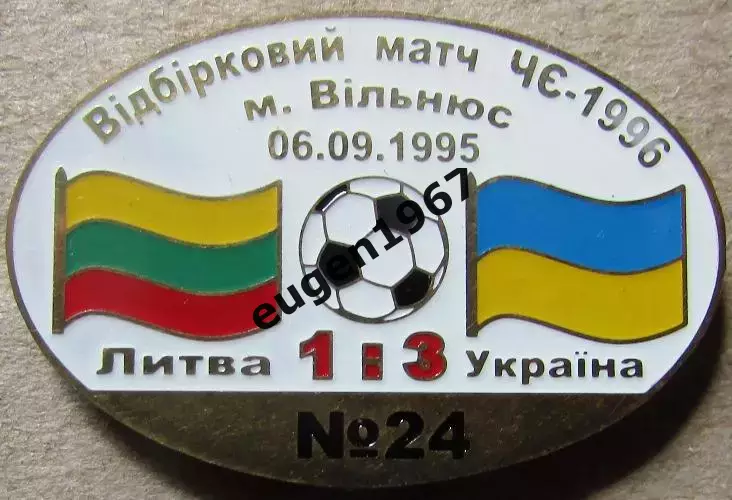 Відбірковий матч ЧЄ-1996
м. Вільнюс
06.09.1995
eugen1967
Литва 1:3 Україна
№24